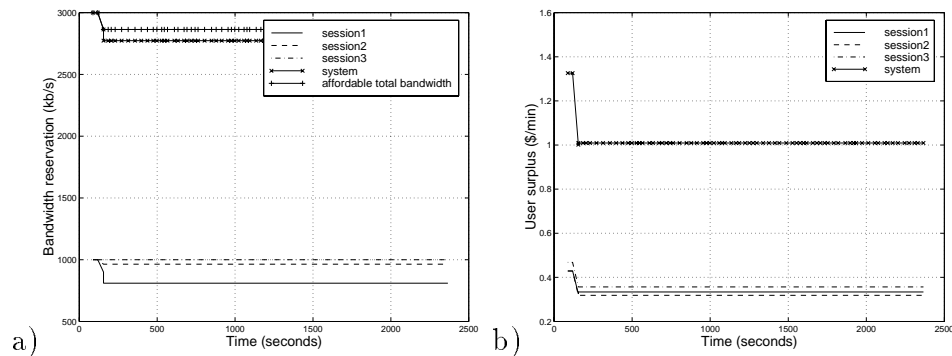 3000
2500
2000
1500
1000
500
0 500 1000 1500 2000 2500
Bandwidth reservation (kb/s)
Time (seconds)
session1
session2
session3
system
affordable total bandwidth
a)
1.6
1.4
1.2
1
0.8
0.6
0.4
0.2
0 500 1000 1500 2000 2500
User surplus ($/min)
Time (seconds)
session1
session2
session3
system
b)